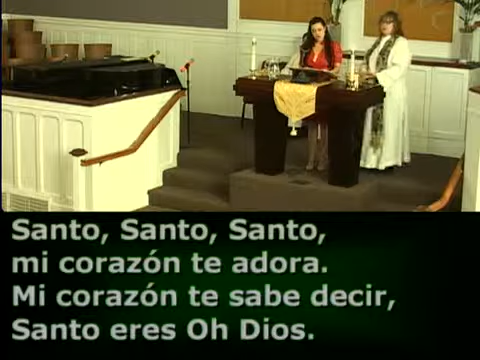 Santo, Santo, Santo,
mi corazón te adora.
Mi corazón te sabe decir,
Santo eres Oh Dios.